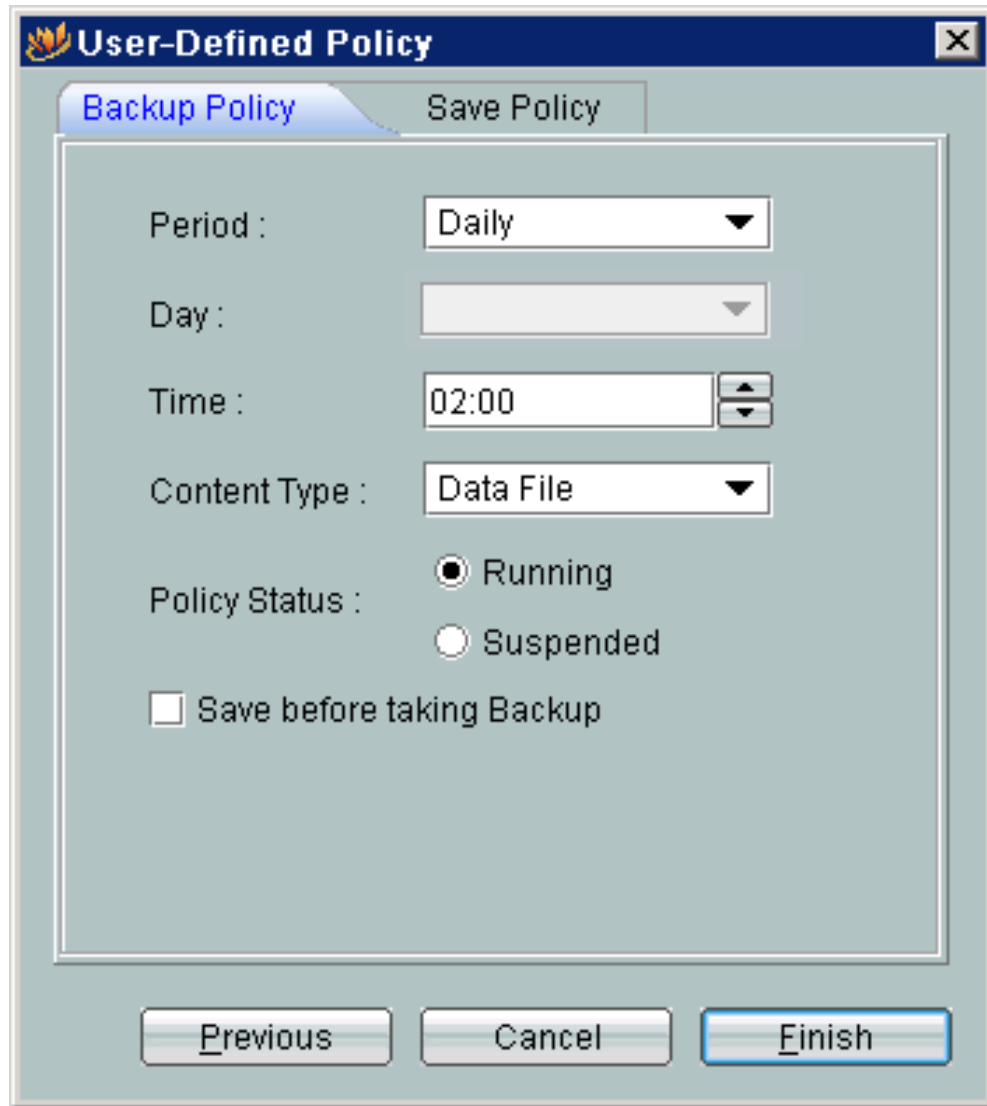 User-Defined Policy
Backup Policy
Save Policy
Period :
Daily
Day :
Time :
02:00
Content Type :
Data File
Policy Status :
Running
Suspended
Save before taking Backup
Previous
Cancel
Finish